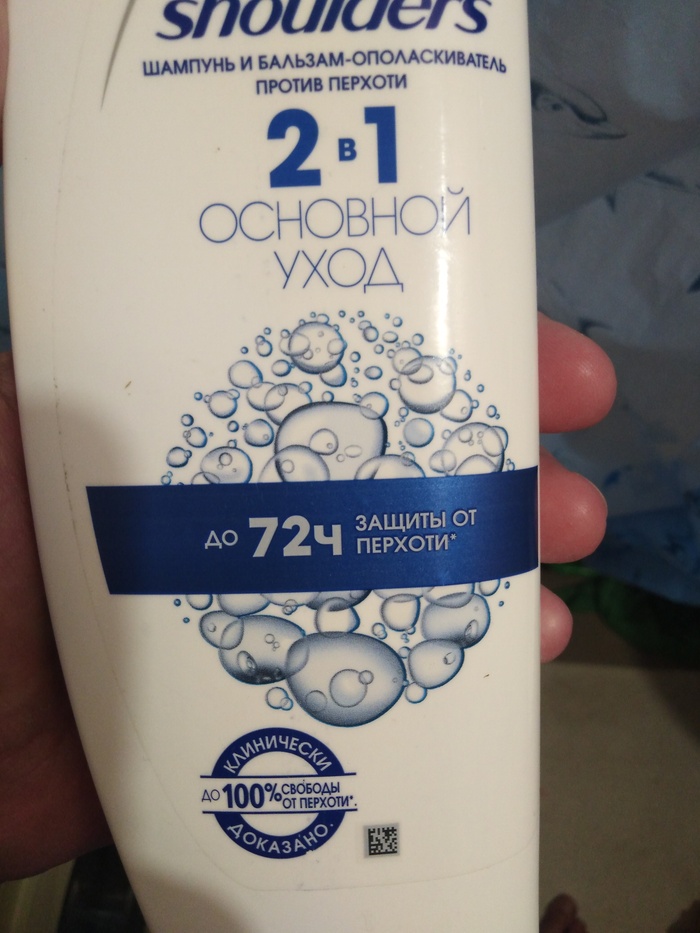 shoulders
ШАМПУНЬ И БАЛЬЗАМ-ОПОЛАСКИВАТЕЛЬ
ПРОТИВ ПЕРХОТИ
2 в 1
ОСНОВНОЙ
УХОД
ДО 72ч ЗАЩИТЫ ОТ
ПЕРХОТИ*
КЛИНИЧЕСКИ
ДО 100% СВОБОДЫ
ОТ ПЕРХОТИ*.
ДОКАЗАНО.